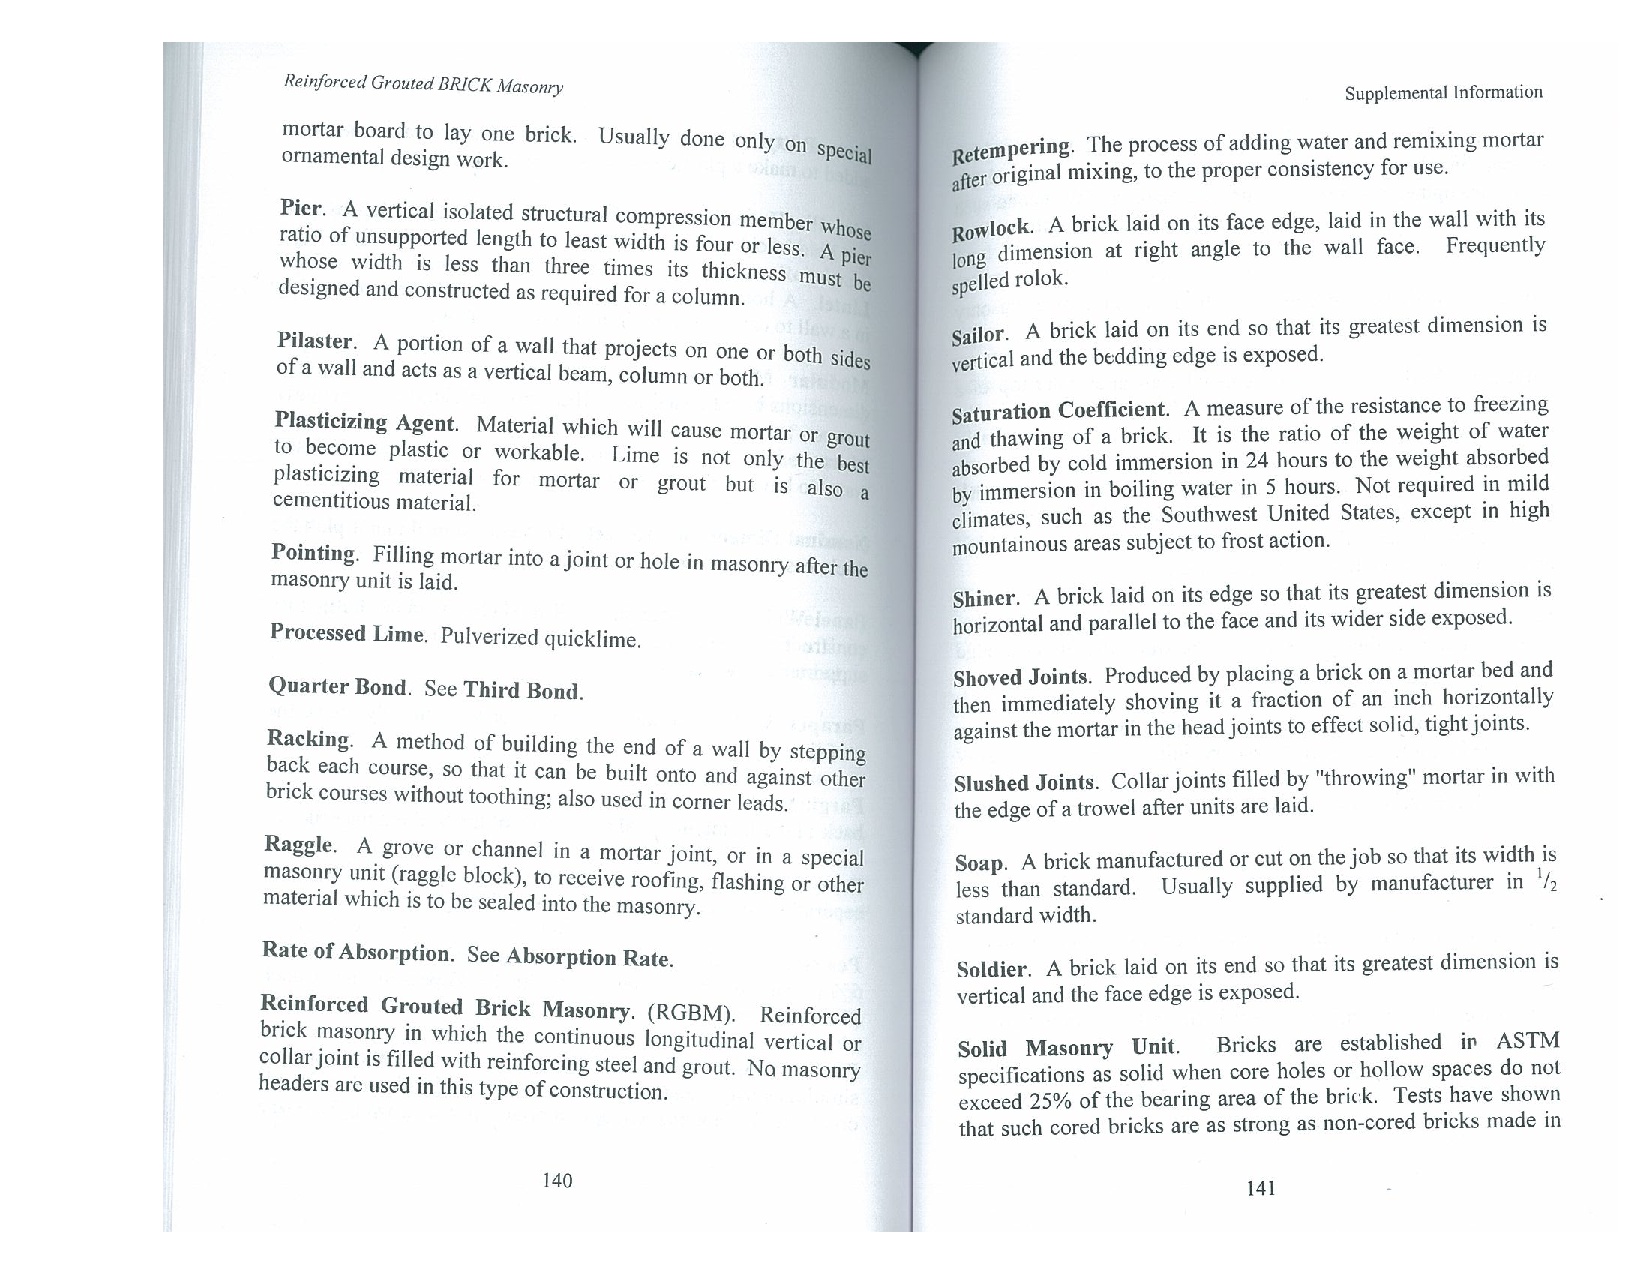 Reinforced Grouted BRICK Masonry
mortar board to lay one brick. Usually done only on special
ornamental design work.
Pier. A vertical isolated structural compression member whose
ratio of unsupported length to least width is four or less. A pier
whose width is less than three times its thickness must be
designed and constructed as required for a column.
Pilaster. A portion of a wall that projects on one or both sides
of a wall and acts as a vertical beam, column or both.
Plasticizing Agent. Material which will cause mortar or grout
to become plastic or workable. Lime is not only the best
plasticizing material for mortar or grout but is also a
cementitious material.
Pointing. Filling mortar into a joint or hole in masonry after the
masonry unit is laid.
Processed Lime. Pulverized quicklime.
Quarter Bond. See Third Bond.
Racking. A method of building the end of a wall by stepping
back each course, so that it can be built onto and against other
brick courses without toothing; also used in corner leads.
Raggle. A grove or channel in a mortar joint, or in a special
masonry unit (raggle block), to receive roofing, flashing or other
material which is to be sealed into the masonry.
Rate of Absorption. See Absorption Rate.
Reinforced Grouted Brick Masonry. (RGBM). Reinforced
brick masonry in which the continuous longitudinal vertical or
collar joint is filled with reinforcing steel and grout. No masonry
headers are used in this type of construction.
140
Supplemental Information
Retempering. The process of adding water and remixing mortar
after original mixing, to the proper consistency for use.
Rowlock. A brick laid on its face edge, laid in the wall with its
long dimension at right angle to the wall face. Frequently
spelled rolok.
Sailor. A brick laid on its end so that its greatest dimension is
vertical and the bedding edge is exposed.
Saturation Coefficient. A measure of the resistance to freezing
and thawing of a brick. It is the ratio of the weight of water
absorbed by cold immersion in 24 hours to the weight absorbed
by immersion in boiling water in 5 hours. Not required in mild
climates, such as the Southwest United States, except in high
mountainous areas subject to frost action.
Shiner. A brick laid on its edge so that its greatest dimension is
horizontal and parallel to the face and its wider side exposed.
Shoved Joints. Produced by placing a brick on a mortar bed and
then immediately shoving it a fraction of an inch horizontally
against the mortar in the head joints to effect solid, tight joints.
Slushed Joints. Collar joints filled by "throwing" mortar in with
the edge of a trowel after units are laid.
Soap. A brick manufactured or cut on the job so that its width is
less than standard. Usually supplied by manufacturer in 1/2
standard width.
Soldier. A brick laid on its end so that its greatest dimension is
vertical and the face edge is exposed.
Solid Masonry Unit. Bricks are established in ASTM
specifications as solid when core holes or hollow spaces do not
exceed 25% of the bearing area of the brick. Tests have shown
that such cored bricks are as strong as non-cored bricks made in
141